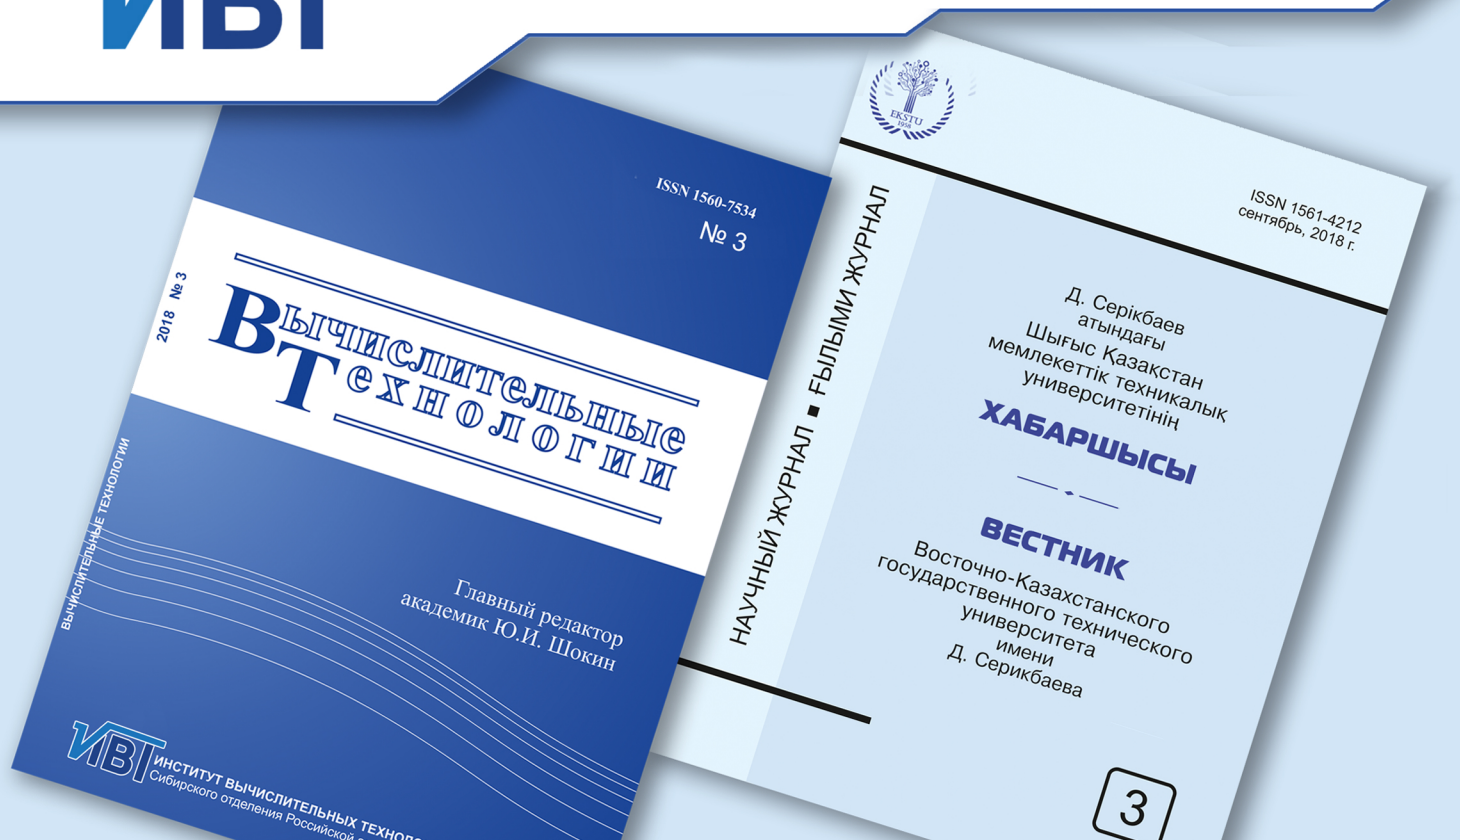 ИВТ
ISSN 1560-7534
№ 3
2018 № 3
Вычислительные
Технологии
ВЫЧИСЛИТЕЛЬНЫЕ ТЕХНОЛОГИИ
Главный редактор
академик Ю.И. Шокин
ИВТ
ИНСТИТУТ ВЫЧИСЛИТЕЛЬНЫХ
Сибирского отделения Российской
EKSTU
1958
ISSN 1561-4212
сентябрь, 2018 г.
НАУЧНЫЙ ЖУРНАЛ ■ ҒЫЛЫМИ ЖУРНАЛ
Д. Серікбаев
атындағы
Шығыс Қазақстан
мемлекеттік техникалық
университетінің
ХАБАРШЫСЫ
ВЕСТНИК
Восточно-Казахстанского
государственного технического
университета
имени
Д. Серикбаева
3